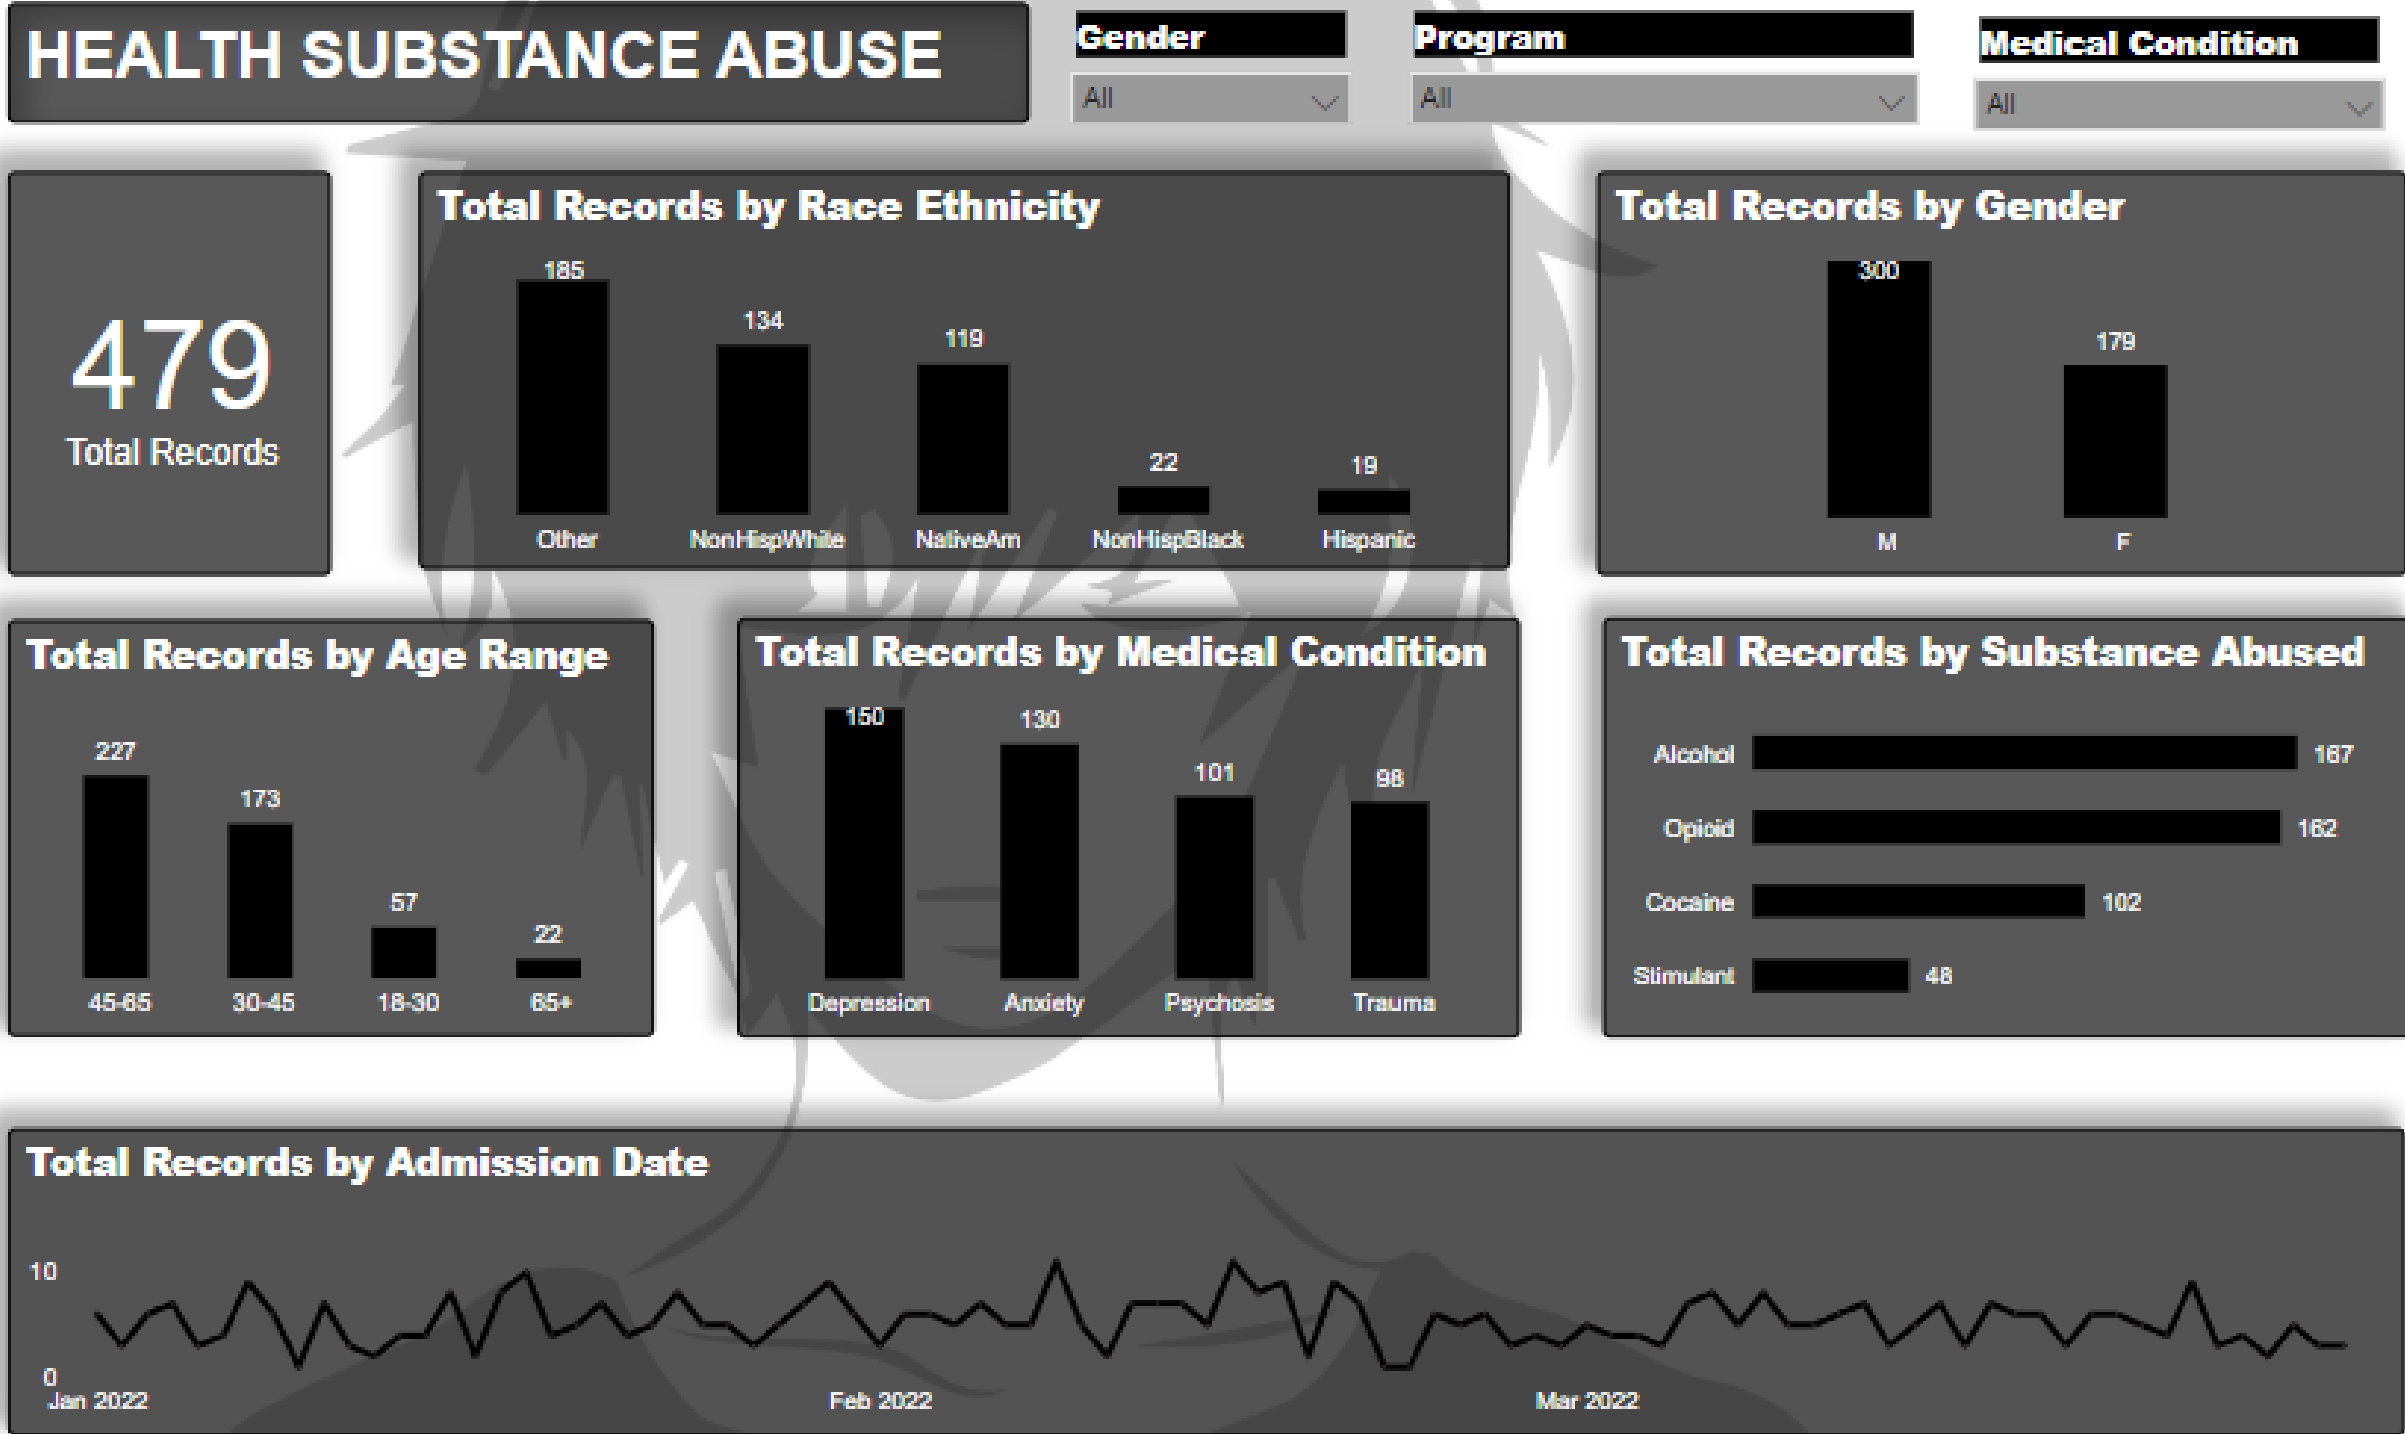 HEALTH SUBSTANCE ABUSE
Gender
All
Program
All
Medical Condition
All
479
Total Records
Total Records by Race Ethnicity
185
134
119
22
19
Other
NonHispWhite
NativeAm
NonHispBlack
Hispanic
Total Records by Gender
300
179
M
F
Total Records by Age Range
227
173
57
22
45-65
30-45
18-30
65+
Total Records by Medical Condition
150
130
101
98
Depression
Anxiety
Psychosis
Trauma
Total Records by Substance Abused
Alcohol 167
Opioid 162
Cocaine 102
Stimulant 48
Total Records by Admission Date
10
0
Jan 2022
Feb 2022
Mar 2022